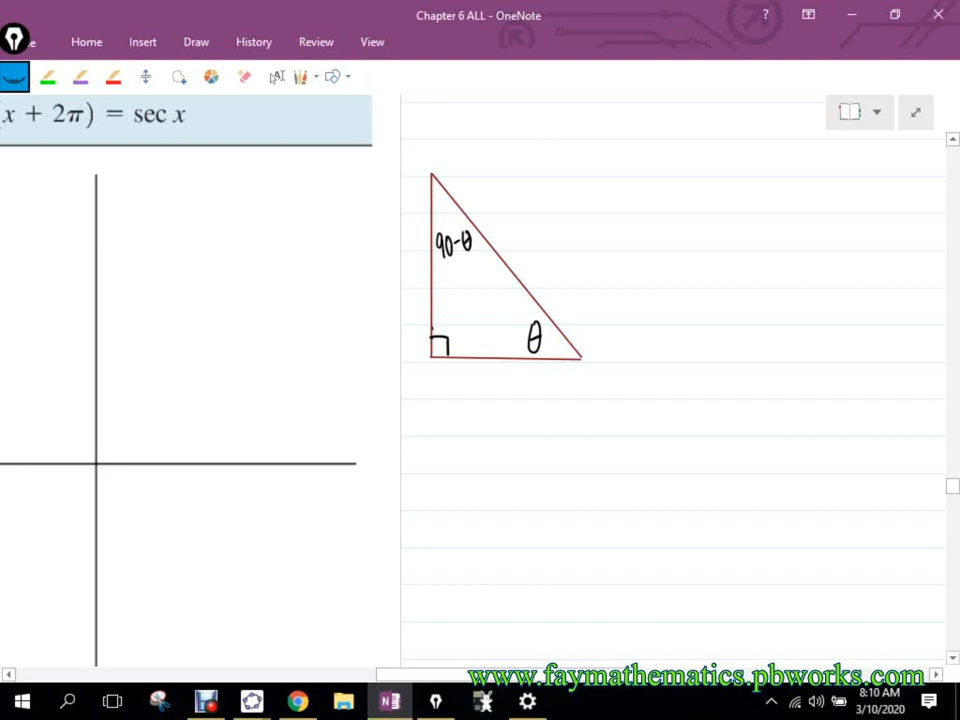 Chapter 6 ALL - OneNote
Home Insert Draw History Review View
(x + 2π) = sec x
90-θ
θ
www.faymathematics.pbworks.com
8:10 AM
3/10/2020